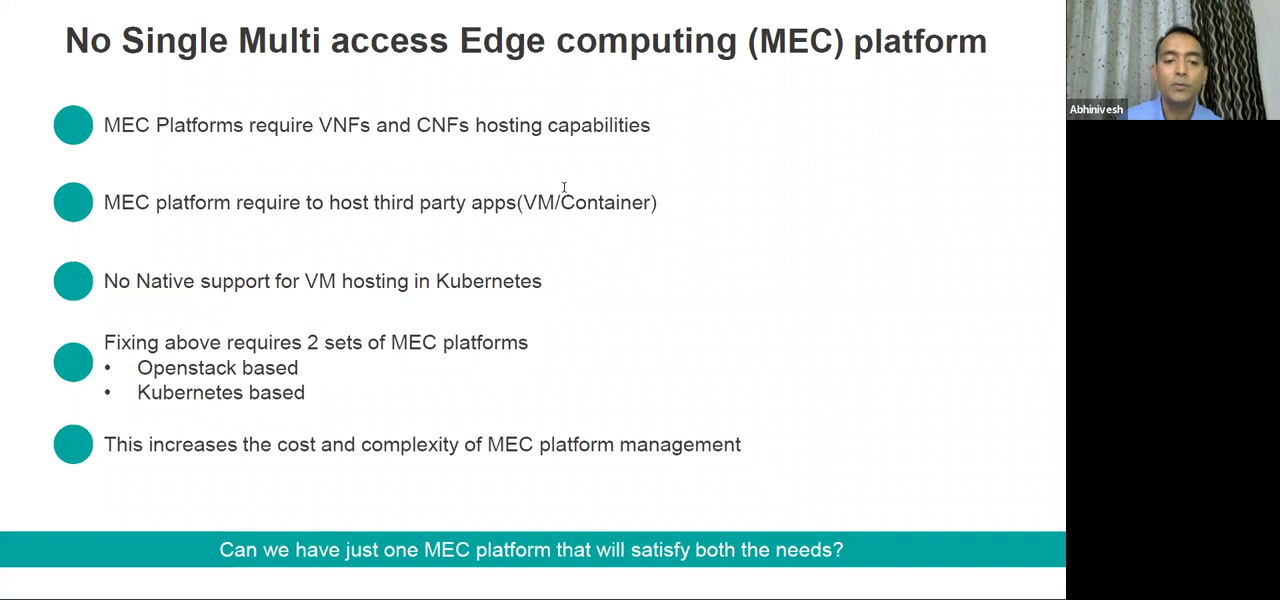 No Single Multi access Edge computing (MEC) platform
Abhinivesh
MEC Platforms require VNFs and CNFs hosting capabilities
MEC platform require to host third party apps(VM/Container)
No Native support for VM hosting in Kubernetes
Fixing above requires 2 sets of MEC platforms
• Openstack based
• Kubernetes based
This increases the cost and complexity of MEC platform management
Can we have just one MEC platform that will satisfy both the needs?